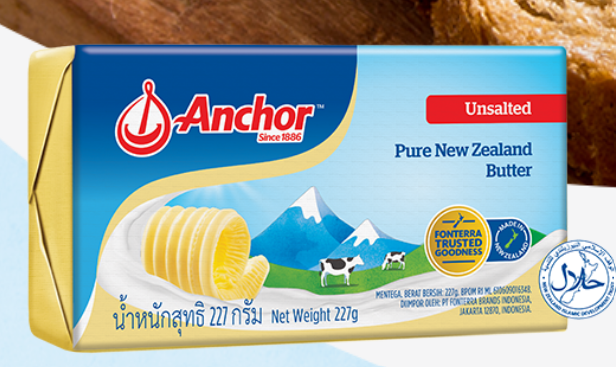 Anchor™
Since 1886
Unsalted
Pure New Zealand
Butter
FONTERRA
TRUSTED
GOODNESS
MADE IN
NEW ZEALAND
MENTEGA, BERAT BERSIH: 227g. BPOM RI ML
DIIMPOR OLEH: PT FONTERRA BRANDS INDONESIA,
JAKARTA 12870, INDONESIA.
น้ำหนักสุทธิ 227 กรัม Net Weight 227g
حلال